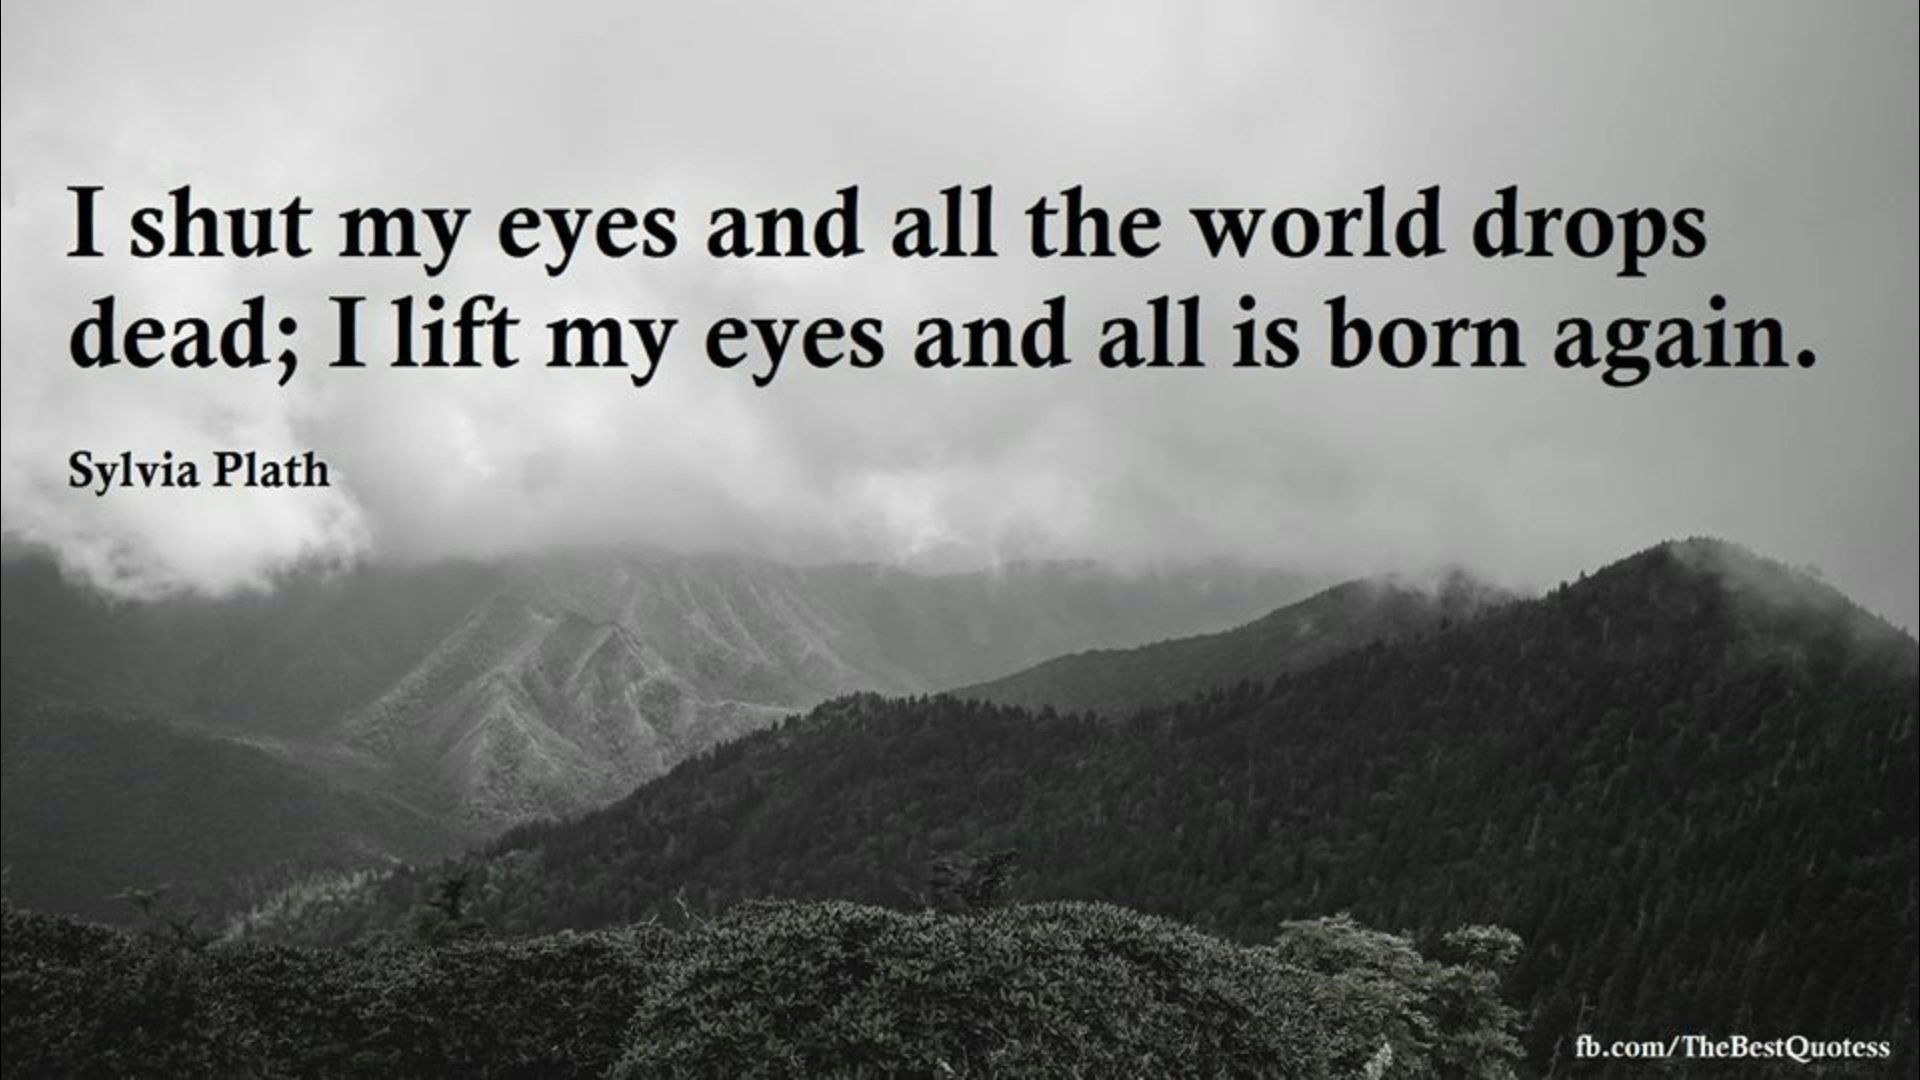 I shut my eyes and all the world drops
dead; I lift my eyes and all is born again.
Sylvia Plath
fb.com/TheBestQuotess